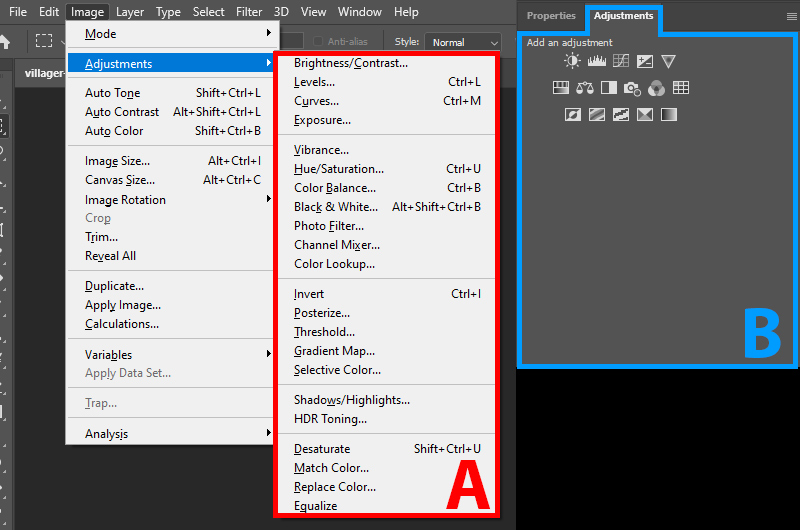 File Edit Image Layer Type Select Filter 3D View Window Help
Anti-alias Style: Normal
villager-
Mode
Adjustments
Auto Tone Shift+Ctrl+L
Auto Contrast Alt+Shift+Ctrl+L
Auto Color Shift+Ctrl+B
Image Size... Alt+Ctrl+I
Canvas Size... Alt+Ctrl+C
Image Rotation
Crop
Trim...
Reveal All
Duplicate...
Apply Image...
Calculations...
Variables
Apply Data Set...
Trap...
Analysis
Brightness/Contrast...
Levels... Ctrl+L
Curves... Ctrl+M
Exposure...
Vibrance...
Hue/Saturation... Ctrl+U
Color Balance... Ctrl+B
Black & White... Alt+Shift+Ctrl+B
Photo Filter...
Channel Mixer...
Color Lookup...
Invert Ctrl+I
Posterize...
Threshold...
Gradient Map...
Selective Color...
Shadows/Highlights...
HDR Toning...
Desaturate Shift+Ctrl+U
Match Color...
Replace Color...
Equalize
A
Properties Adjustments
Add an adjustment
B